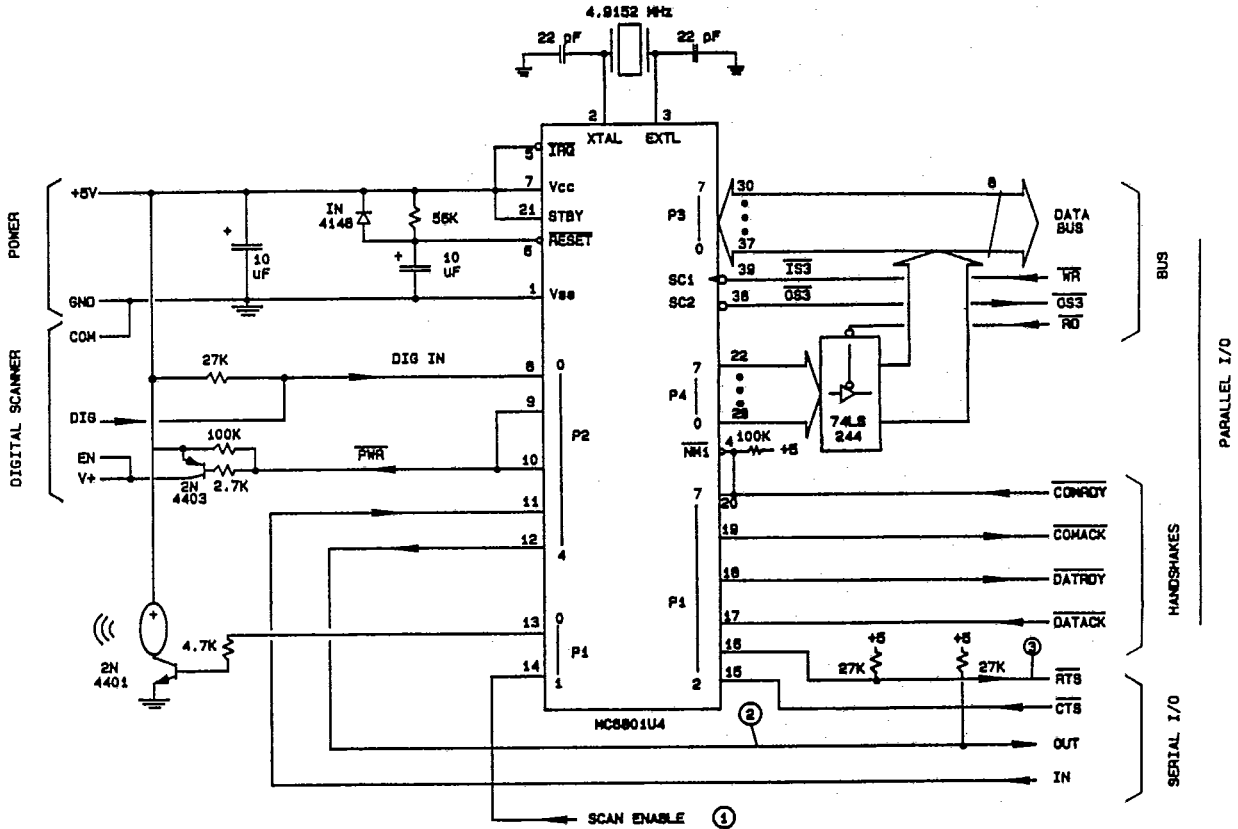 4.9152 MHz
22 pF
22 pF
2
3
XTAL
EXTL
5
IRQ
POWER
+5V
7
Vcc
IN
4148
56K
21
STBY
RESET
6
+
10
uF
+
10
uF
GND
1
Vss
COM
7
P3
0
30
37
8
DATA
BUS
SC1
39
IS3
WR
SC2
38
OS3
OS3
RD
BUS
PARALLEL I/O
DIGITAL SCANNER
27K
DIG IN
8
0
DIG
9
P2
100K
EN
V+
2N
4403
2.7K
PWR
10
11
12
4
7
P4
0
22
29
74LS
244
NMI
4
100K
+5
7
20
COMRDY
19
COMACK
18
DATRDY
P1
17
DATACK
HANDSHAKES
+
2N
4401
4.7K
13
0
P1
14
1
16
+5
+5
27K
27K
3
RTS
2
15
CTS
MC6801U4
2
OUT
IN
SERIAL I/O
SCAN ENABLE
1